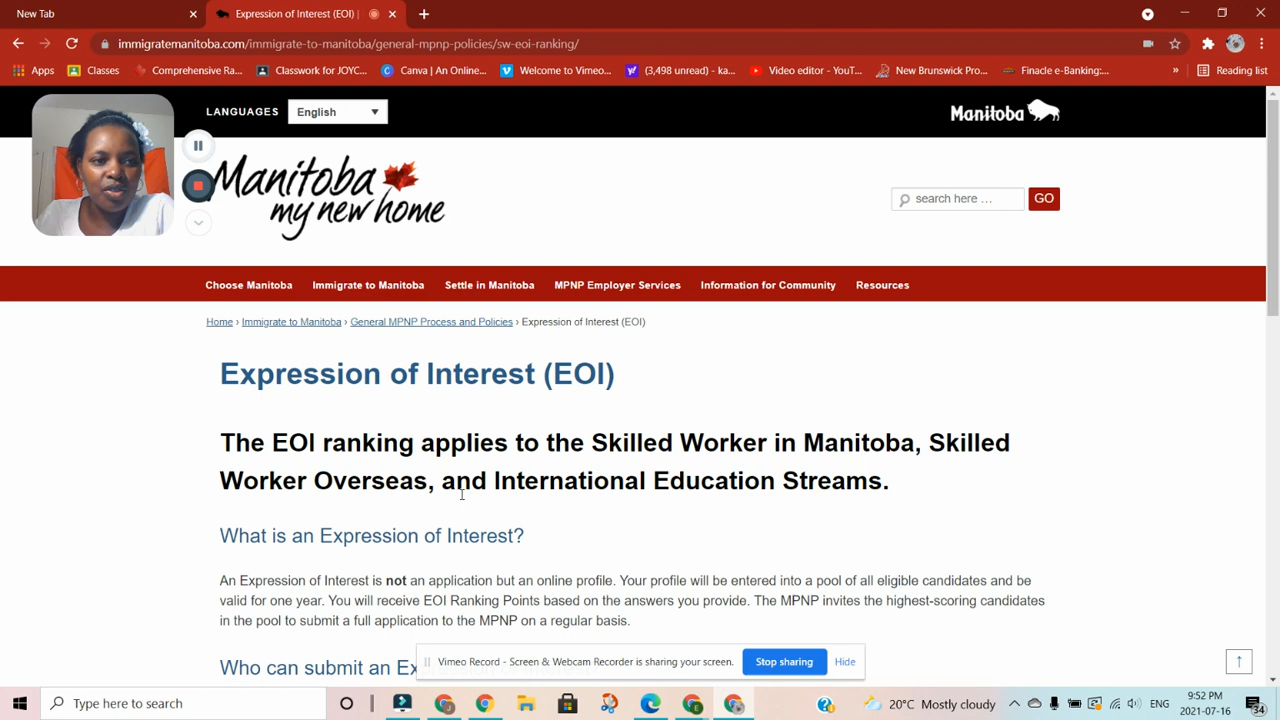 New Tab
Expression of Interest (EOI) |
immigratemanitoba.com/immigrate-to-manitoba/general-mpnp-policies/sw-eoi-ranking/
Apps Classes Comprehensive Ra... Classwork for JOYC... Canva | An Online... Welcome to Vimeo... (3,498 unread) - ka... Video editor - YouT... New Brunswick Pro... Finacle e-Banking:... » Reading list
LANGUAGES English Manitoba
Manitoba
my new home
search here ... GO
Choose Manitoba Immigrate to Manitoba Settle in Manitoba MPNP Employer Services Information for Community Resources
Home › Immigrate to Manitoba › General MPNP Process and Policies › Expression of Interest (EOI)
Expression of Interest (EOI)
The EOI ranking applies to the Skilled Worker in Manitoba, Skilled
Worker Overseas, and International Education Streams.
What is an Expression of Interest?
An Expression of Interest is not an application but an online profile. Your profile will be entered into a pool of all eligible candidates and be
valid for one year. You will receive EOI Ranking Points based on the answers you provide. The MPNP invites the highest-scoring candidates
in the pool to submit a full application to the MPNP on a regular basis.
Who can submit an Ex
Vimeo Record - Screen & Webcam Recorder is sharing your screen. Stop sharing Hide
Type here to search
20°C Mostly cloudy
ENG
9:52 PM
2021-07-16
34